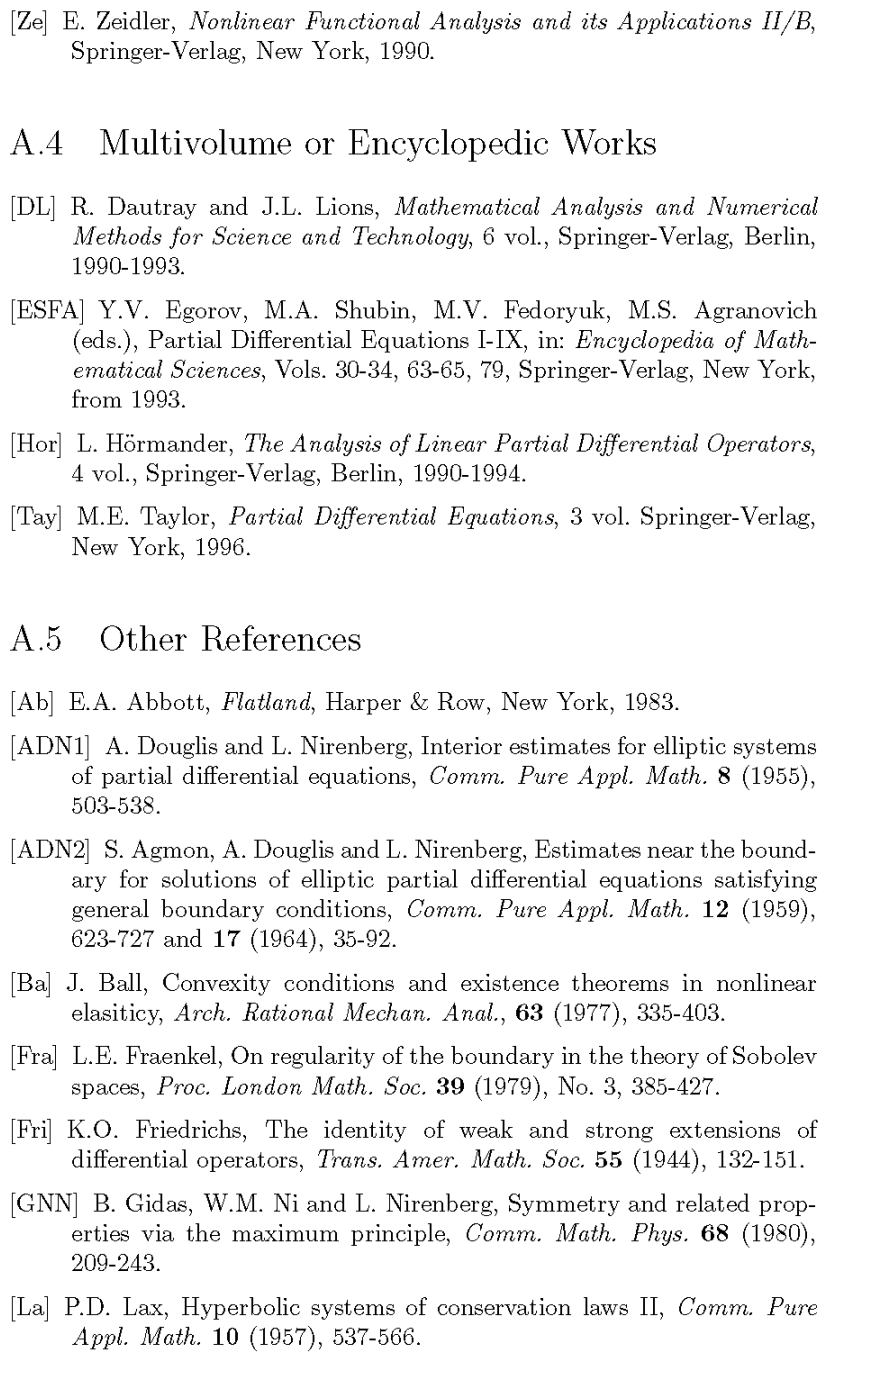 [Ze] E. Zeidler, Nonlinear Functional Analysis and its Applications II/B,
Springer-Verlag, New York, 1990.
A.4 Multivolume or Encyclopedic Works
[DL] R. Dautray and J.L. Lions, Mathematical Analysis and Numerical
Methods for Science and Technology, 6 vol., Springer-Verlag, Berlin,
1990-1993.
[ESFA] Y.V. Egorov, M.A. Shubin, M.V. Fedoryuk, M.S. Agranovich
(eds.), Partial Differential Equations I-IX, in: Encyclopedia of Math-
ematical Sciences, Vols. 30-34, 63-65, 79, Springer-Verlag, New York,
from 1993.
[Hor] L. Hörmander, The Analysis of Linear Partial Differential Operators,
4 vol., Springer-Verlag, Berlin, 1990-1994.
[Tay] M.E. Taylor, Partial Differential Equations, 3 vol. Springer-Verlag,
New York, 1996.
A.5 Other References
[Ab] E.A. Abbott, Flatland, Harper & Row, New York, 1983.
[ADN1] A. Douglis and L. Nirenberg, Interior estimates for elliptic systems
of partial differential equations, Comm. Pure Appl. Math. 8 (1955),
503-538.
[ADN2] S. Agmon, A. Douglis and L. Nirenberg, Estimates near the bound-
ary for solutions of elliptic partial differential equations satisfying
general boundary conditions, Comm. Pure Appl. Math. 12 (1959),
623-727 and 17 (1964), 35-92.
[Ba] J. Ball, Convexity conditions and existence theorems in nonlinear
elasiticy, Arch. Rational Mechan. Anal., 63 (1977), 335-403.
[Fra] L.E. Fraenkel, On regularity of the boundary in the theory of Sobolev
spaces, Proc. London Math. Soc. 39 (1979), No. 3, 385-427.
[Fri] K.O. Friedrichs, The identity of weak and strong extensions of
differential operators, Trans. Amer. Math. Soc. 55 (1944), 132-151.
[GNN] B. Gidas, W.M. Ni and L. Nirenberg, Symmetry and related prop-
erties via the maximum principle, Comm. Math. Phys. 68 (1980),
209-243.
[La] P.D. Lax, Hyperbolic systems of conservation laws II, Comm. Pure
Appl. Math. 10 (1957), 537-566.